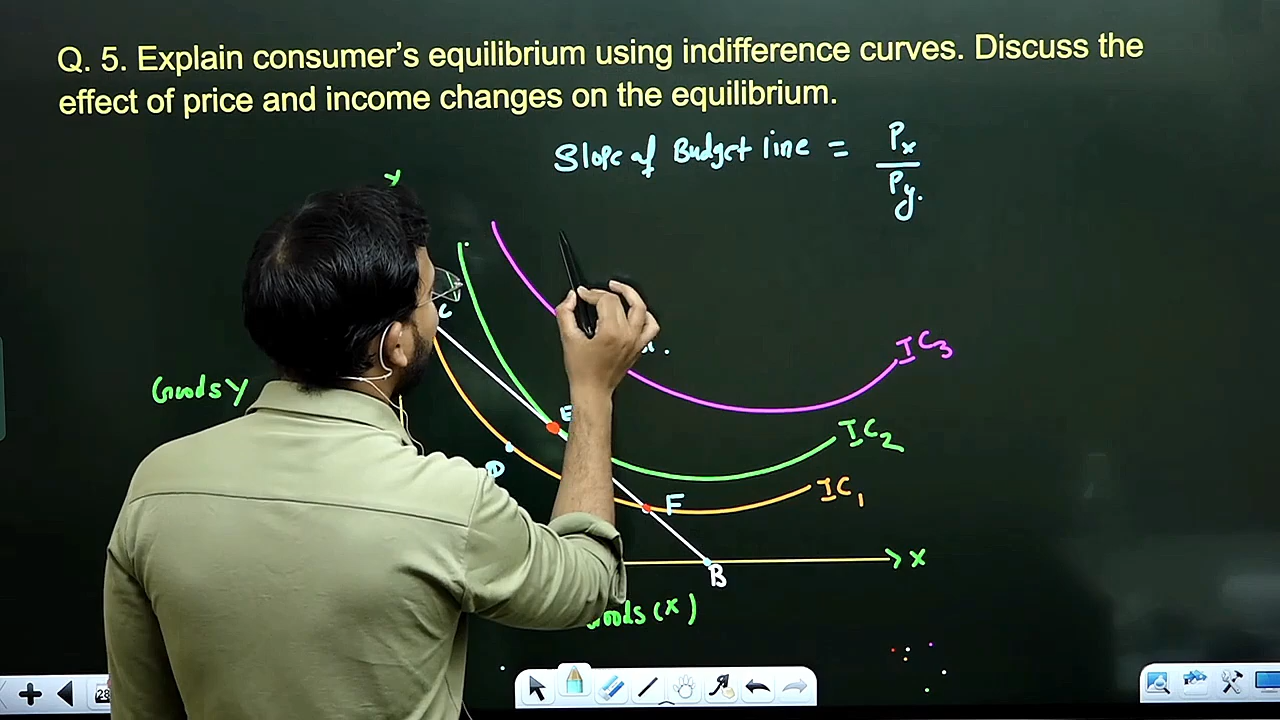 Q. 5. Explain consumer's equilibrium using indifference curves. Discuss the
effect of price and income changes on the equilibrium.
Slope of Budget line = Px
Py.
y
C
IC3
Goods Y
E
IC2
D
IC1
F
X
B
Goods (X)
28